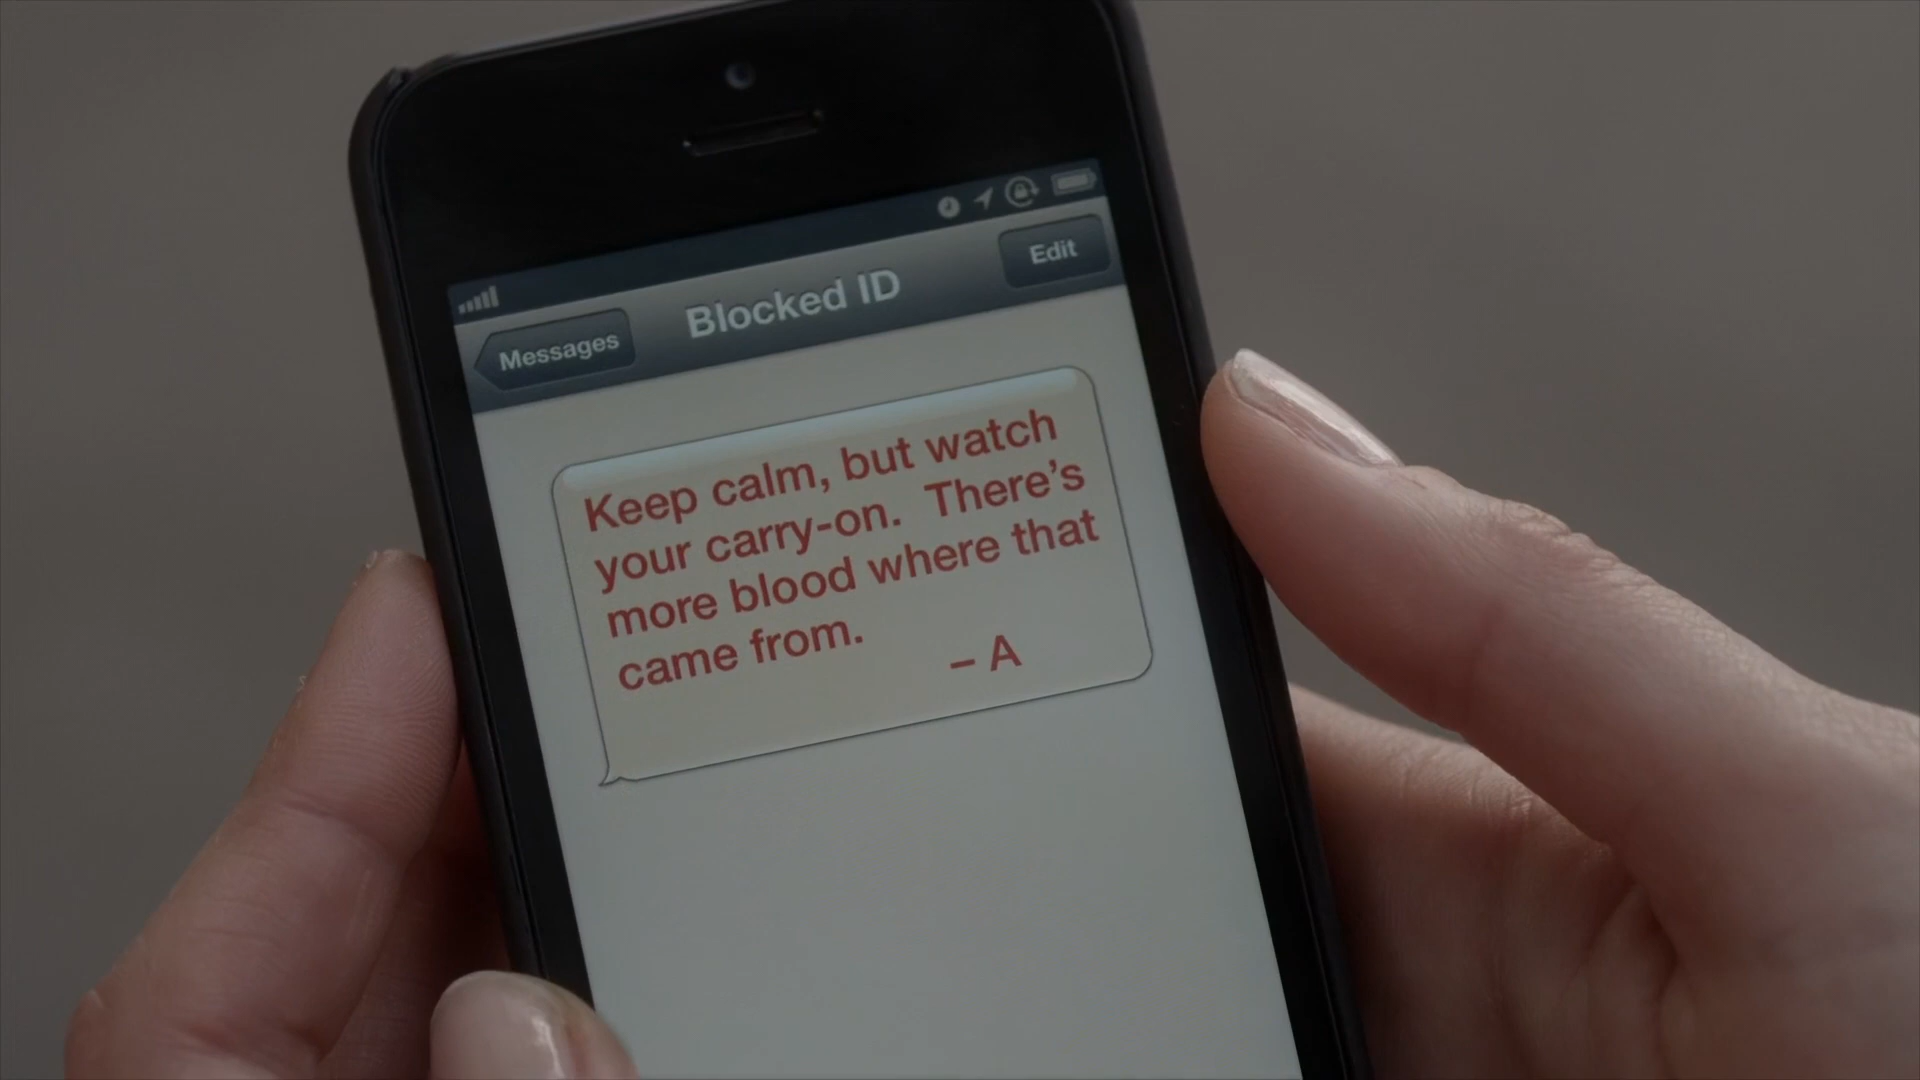 Blocked ID
Edit
Messages
Keep calm, but watch
your carry-on.  There's
more blood where that
came from.
– A